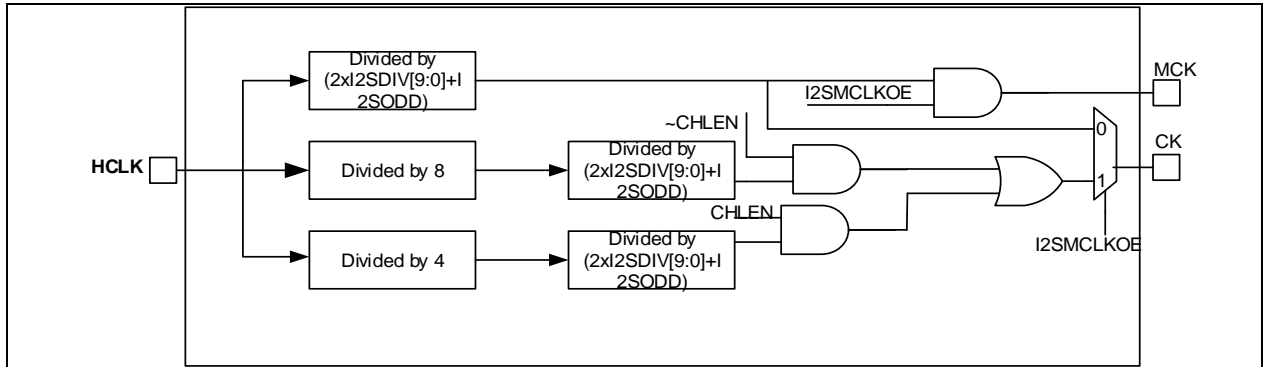 Divided by
(2xI2SDIV[9:0]+I
2SODD)
MCK
I2SMCLKOE
~CHLEN
0
CK
HCLK
Divided by 8
Divided by
(2xI2SDIV[9:0]+I
2SODD)
1
CHLEN
I2SMCLKOE
Divided by 4
Divided by
(2xI2SDIV[9:0]+I
2SODD)